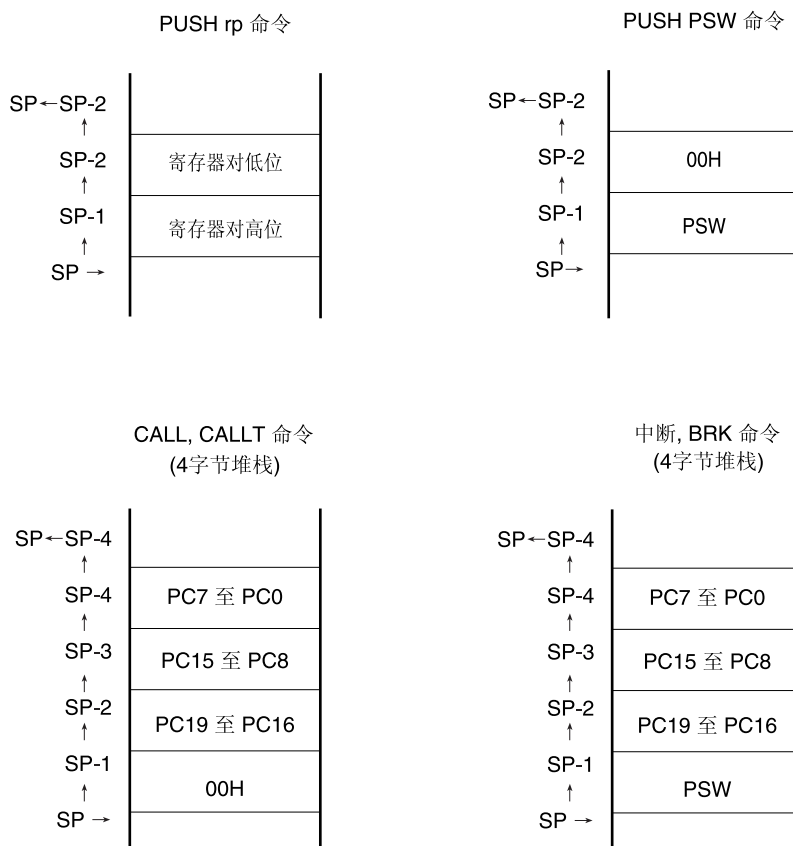 PUSH rp 命令
SP←SP-2
↑
SP-2 寄存器对低位
↑
SP-1 寄存器对高位
↑
SP →
PUSH PSW 命令
SP←SP-2
↑
SP-2 00H
↑
SP-1 PSW
↑
SP→
CALL, CALLT 命令
(4字节堆栈)
SP←SP-4
↑
SP-4 PC7 至 PC0
↑
SP-3 PC15 至 PC8
↑
SP-2 PC19 至 PC16
↑
SP-1 00H
↑
SP →
中断, BRK 命令
(4字节堆栈)
SP←SP-4
↑
SP-4 PC7 至 PC0
↑
SP-3 PC15 至 PC8
↑
SP-2 PC19 至 PC16
↑
SP-1 PSW
↑
SP →